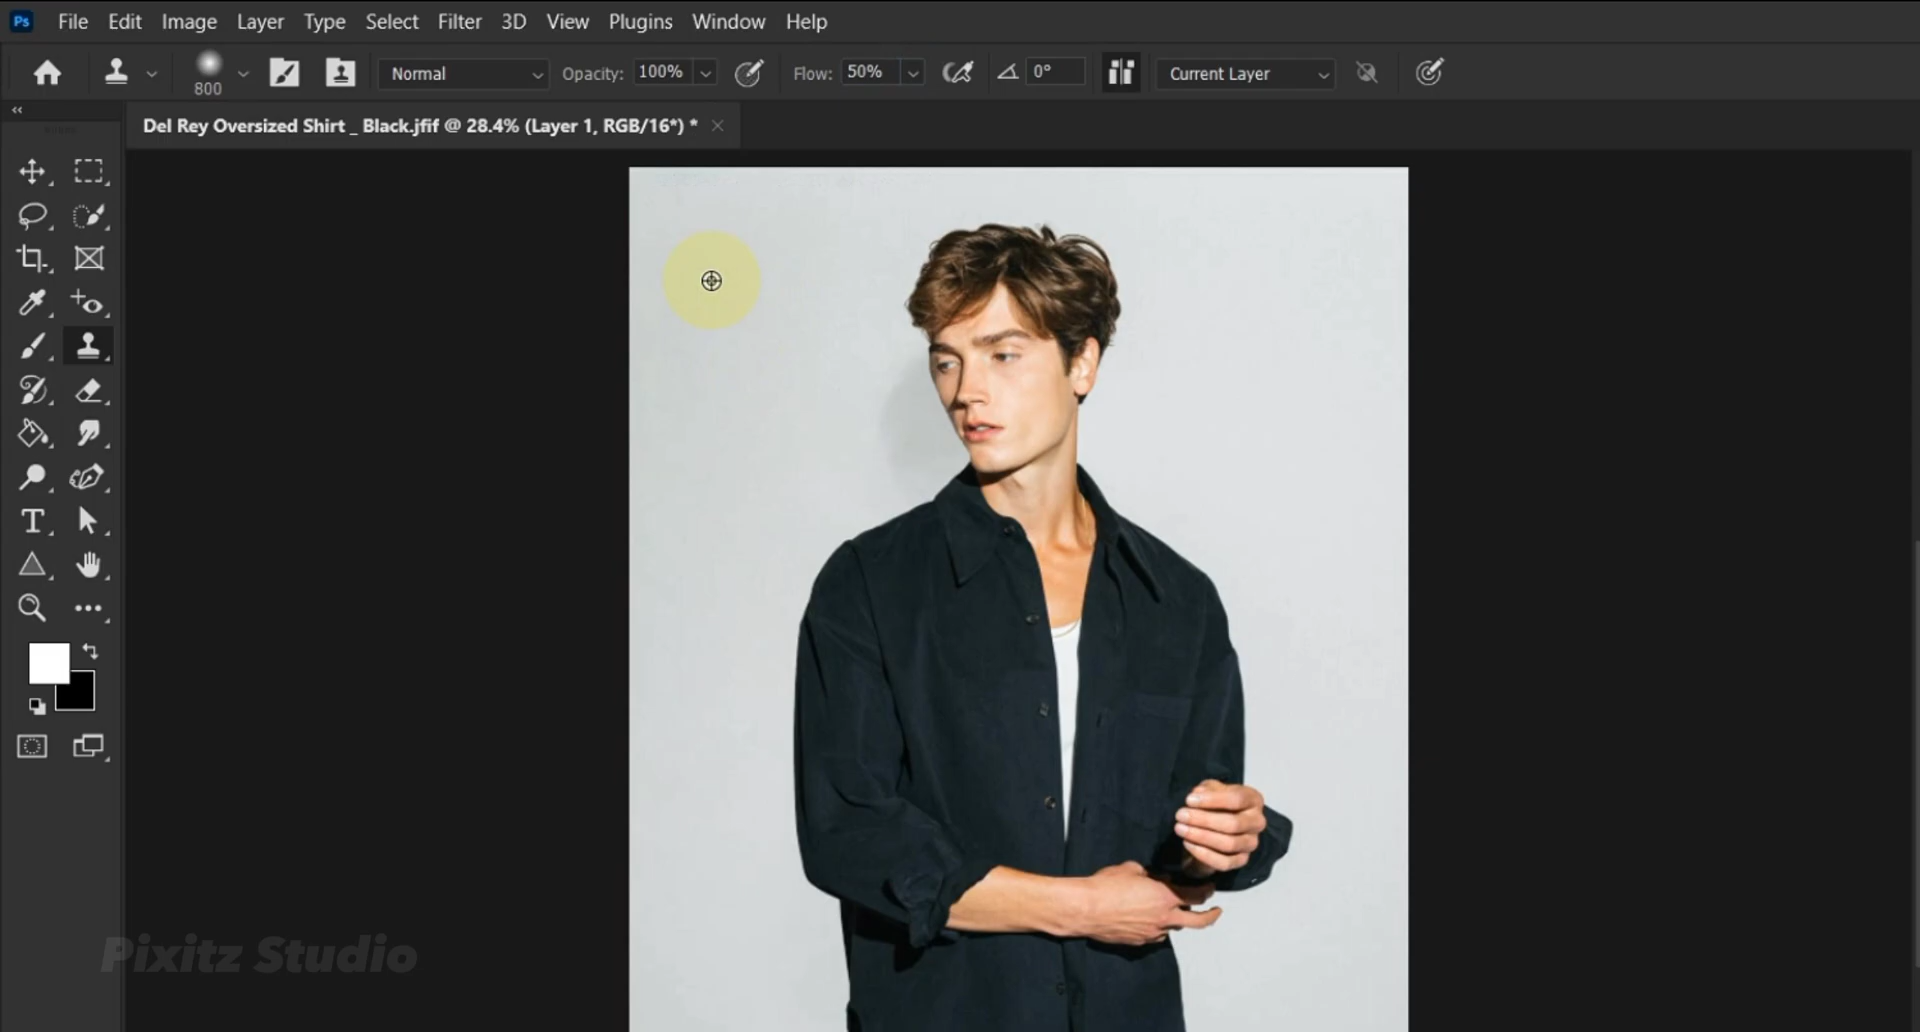 Ps File Edit Image Layer Type Select Filter 3D View Plugins Window Help
800 Normal Opacity: 100% Flow: 50% 0° Current Layer
Del Rey Oversized Shirt _ Black.jfif @ 28.4% (Layer 1, RGB/16*) *
T
Pixitz Studio